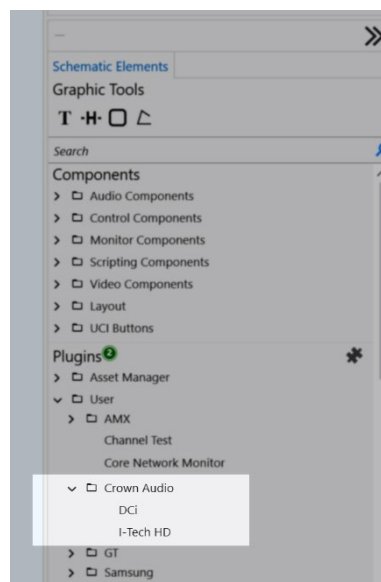 Schematic Elements
Graphic Tools
T ·H·
Search
Components
Audio Components
Control Components
Monitor Components
Scripting Components
Video Components
Layout
UCI Buttons
Plugins 2
Asset Manager
User
AMX
Channel Test
Core Network Monitor
Crown Audio
DCi
I-Tech HD
GT
Samsung